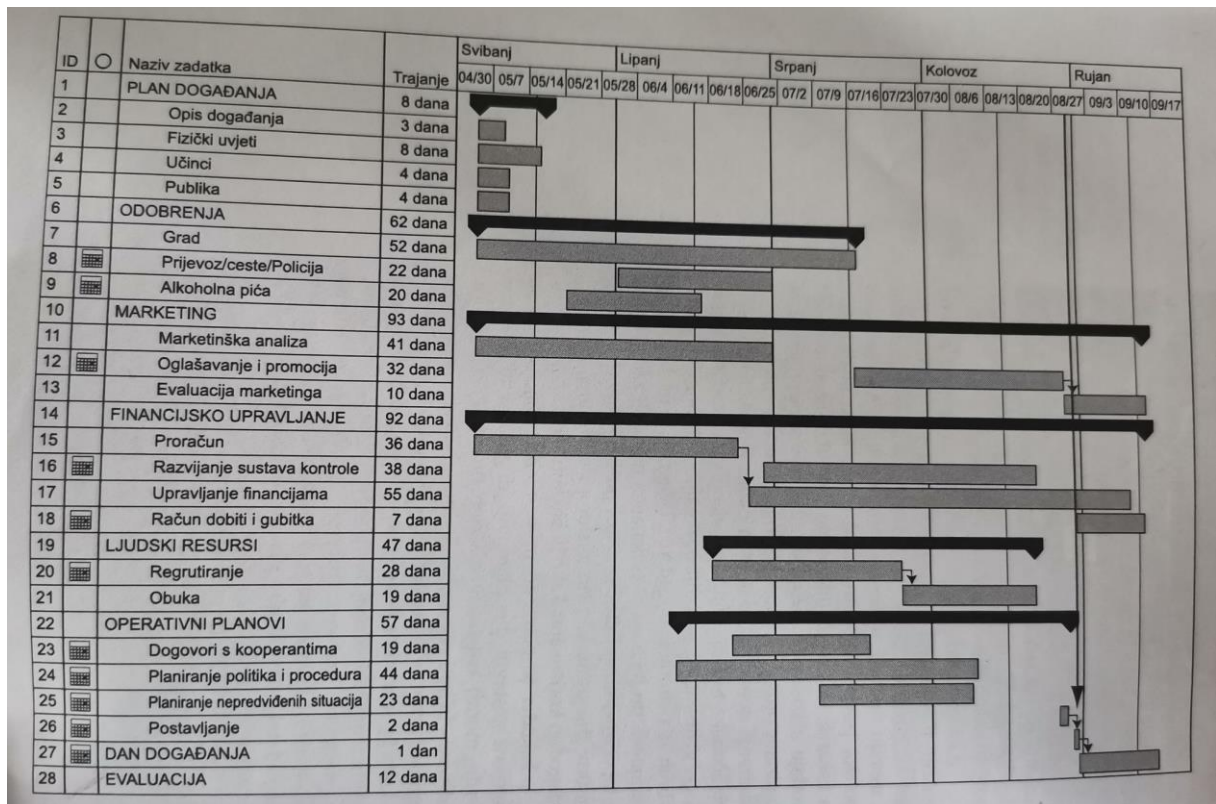 Svibanj Lipanj Srpanj Kolovoz Rujan
ID Naziv zadatka Trajanje 04/30 05/7 05/14 05/21 05/28 06/4 06/11 06/18 06/25 07/2 07/9 07/16 07/23 07/30 08/6 08/13 08/20 08/27 09/3 09/10 09/17
1 PLAN DOGAĐANJA 8 dana
2 Opis događanja 3 dana
3 Fizički uvjeti 8 dana
4 Učinci 4 dana
5 Publika 4 dana
6 ODOBRENJA 62 dana
7 Grad 52 dana
8 Prijevoz/ceste/Policija 22 dana
9 Alkoholna pića 20 dana
10 MARKETING 93 dana
11 Marketinška analiza 41 dana
12 Oglašavanje i promocija 32 dana
13 Evaluacija marketinga 10 dana
14 FINANCIJSKO UPRAVLJANJE 92 dana
15 Proračun 36 dana
16 Razvijanje sustava kontrole 38 dana
17 Upravljanje financijama 55 dana
18 Račun dobiti i gubitka 7 dana
19 LJUDSKI RESURSI 47 dana
20 Regrutiranje 28 dana
21 Obuka 19 dana
22 OPERATIVNI PLANOVI 57 dana
23 Dogovori s kooperantima 19 dana
24 Planiranje politika i procedura 44 dana
25 Planiranje nepredviđenih situacija 23 dana
26 Postavljanje 2 dana
27 DAN DOGAĐANJA 1 dan
28 EVALUACIJA 12 dana